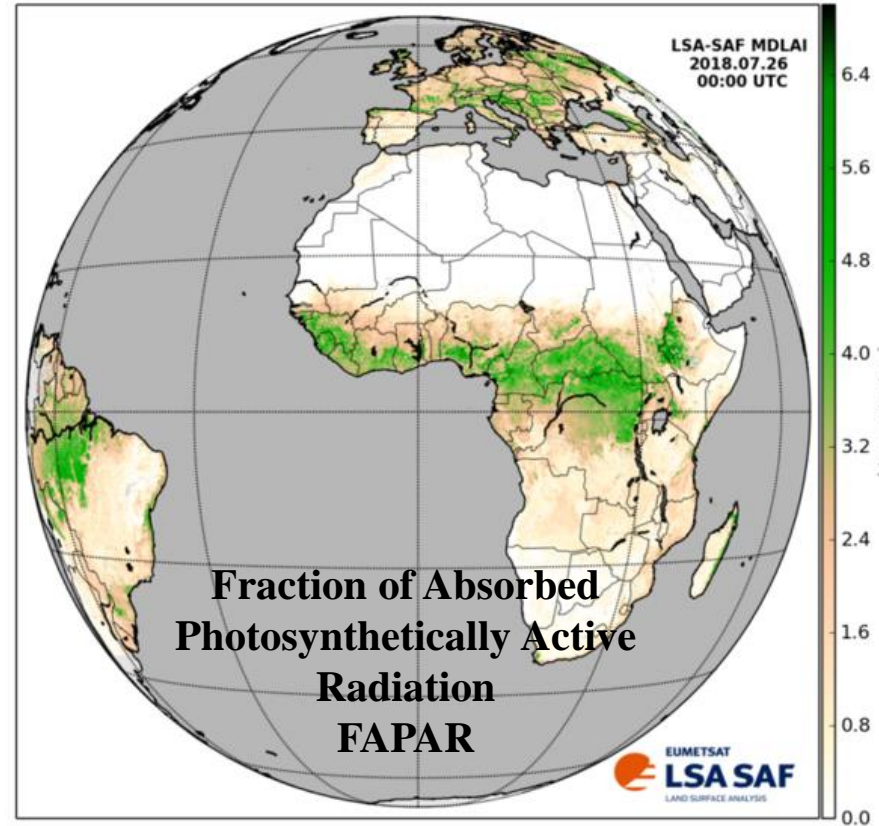 LSA-SAF MDLAI
2018.07.26
00:00 UTC
6.4
5.6
4.8
4.0
3.2
2.4
1.6
0.8
0.0
Fraction of Absorbed
Photosynthetically Active
Radiation
FAPAR
EUMETSAT
LSA SAF
LAND SURFACE ANALYSIS